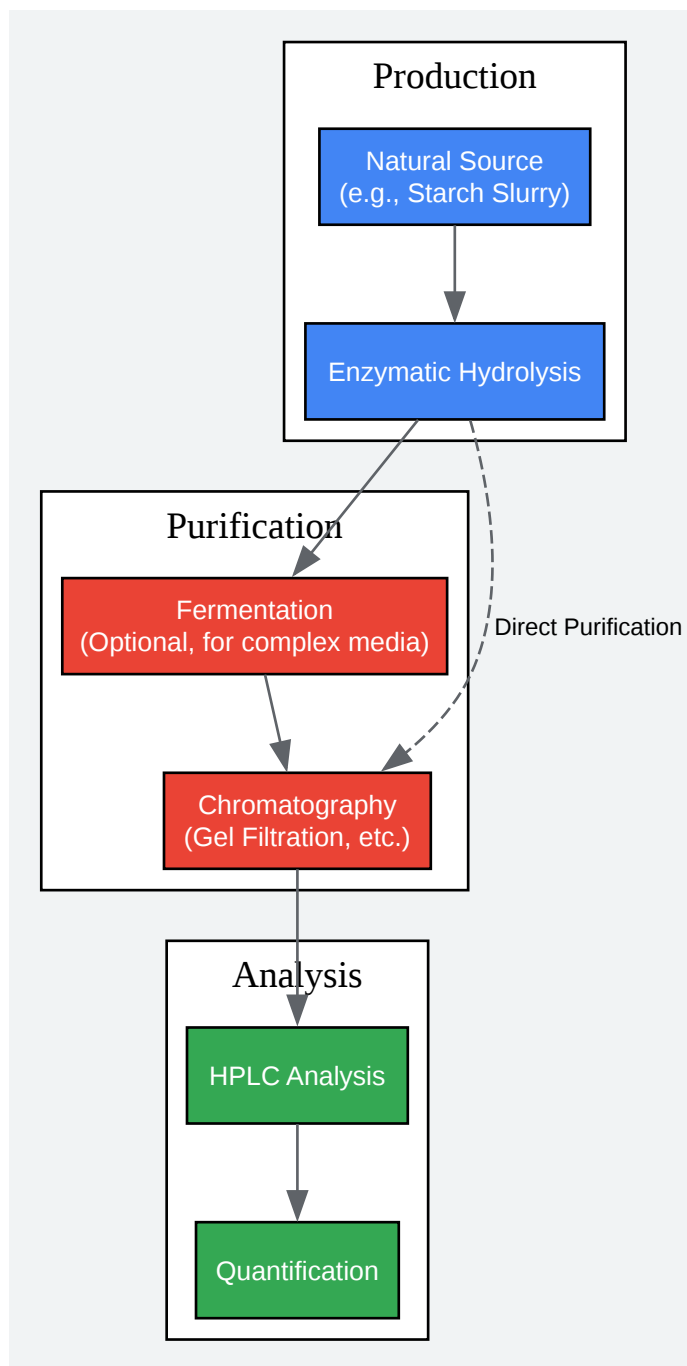 Production
Natural Source
(e.g., Starch Slurry)
Enzymatic Hydrolysis
Purification
Fermentation
(Optional, for complex media)
Direct Purification
Chromatography
(Gel Filtration, etc.)
Analysis
HPLC Analysis
Quantification